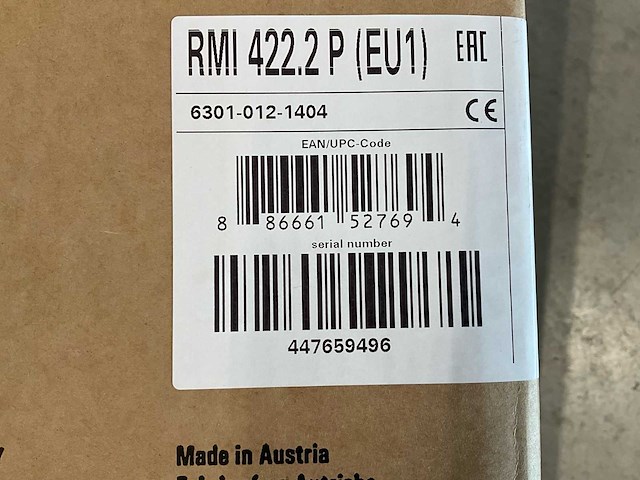 RMI 422.2 P (EU1) EAC
6301-012-1404 CE
EAN/UPC-Code
8 86661 52769 4
serial number
447659496
Made in Austria